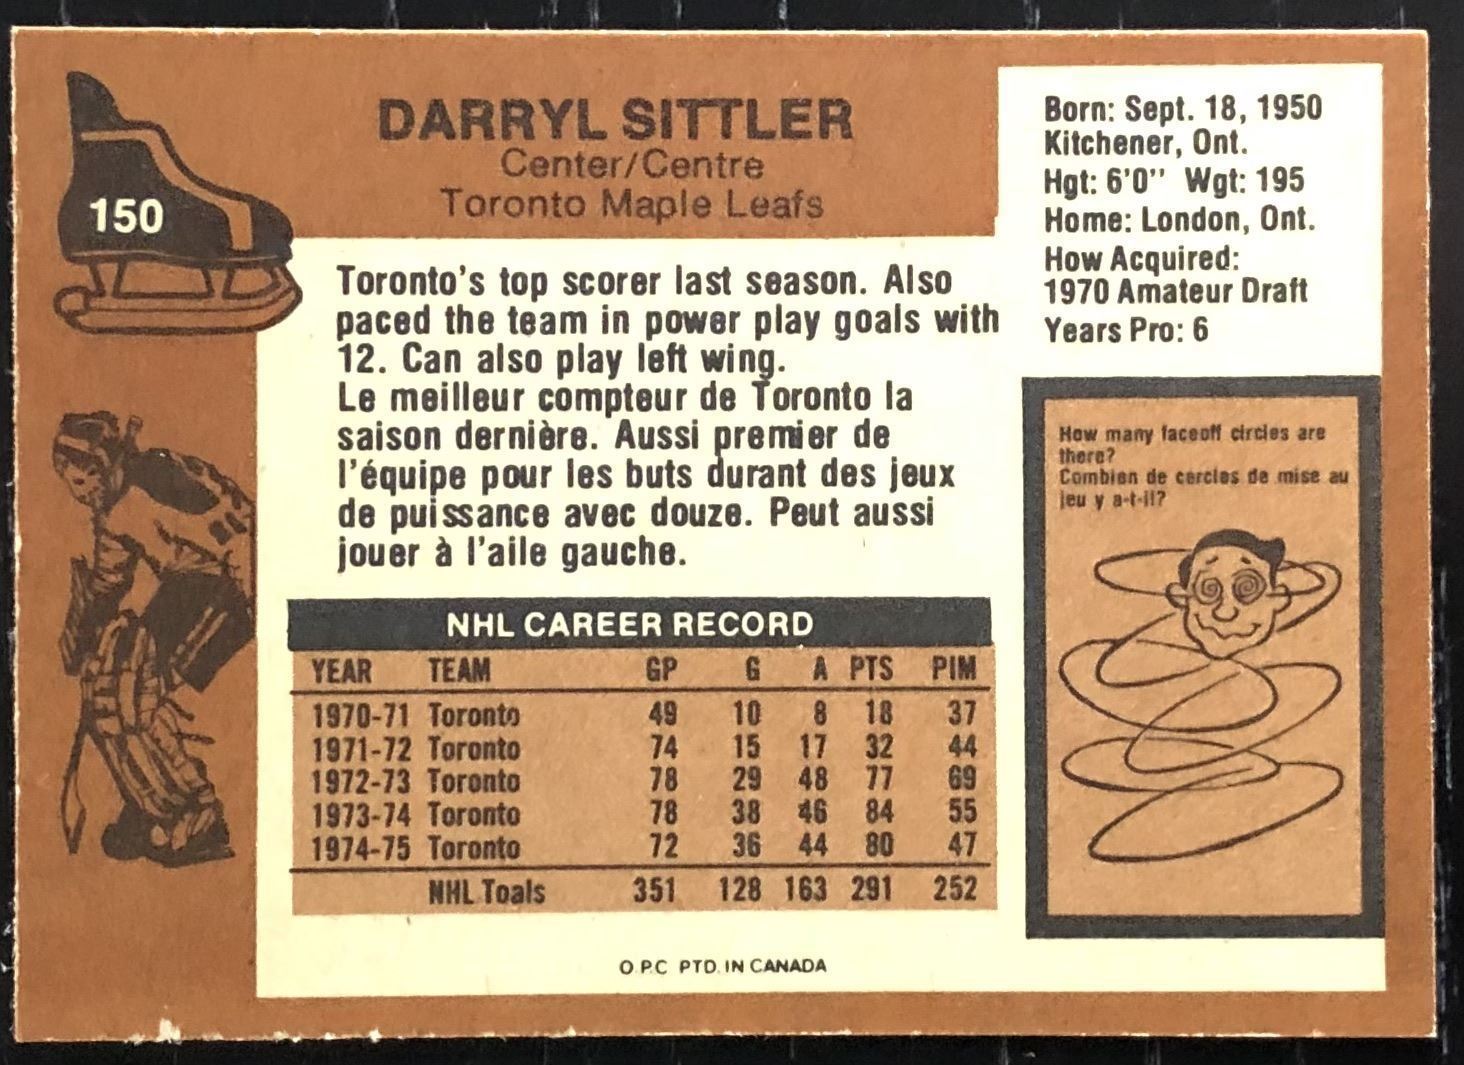 150
DARRYL SITTLER
Center/Centre
Toronto Maple Leafs
Born: Sept. 18, 1950
Kitchener, Ont.
Hgt: 6'0" Wgt: 195
Home: London, Ont.
How Acquired:
1970 Amateur Draft
Years Pro: 6
Toronto's top scorer last season. Also
paced the team in power play goals with
12. Can also play left wing.
Le meilleur compteur de Toronto la
saison dernière. Aussi premier de
l'équipe pour les buts durant des jeux
de puissance avec douze. Peut aussi
jouer à l'aile gauche.
How many faceoff circles are
there?
Combien de cercles de mise au
jeu y a-t-il?
NHL CAREER RECORD
YEAR TEAM GP G A PTS PIM
1970-71 Toronto 49 10 8 18 37
1971-72 Toronto 74 15 17 32 44
1972-73 Toronto 78 29 48 77 69
1973-74 Toronto 78 38 46 84 55
1974-75 Toronto 72 36 44 80 47
NHL Toals 351 128 163 291 252
O.P.C PTD. IN CANADA